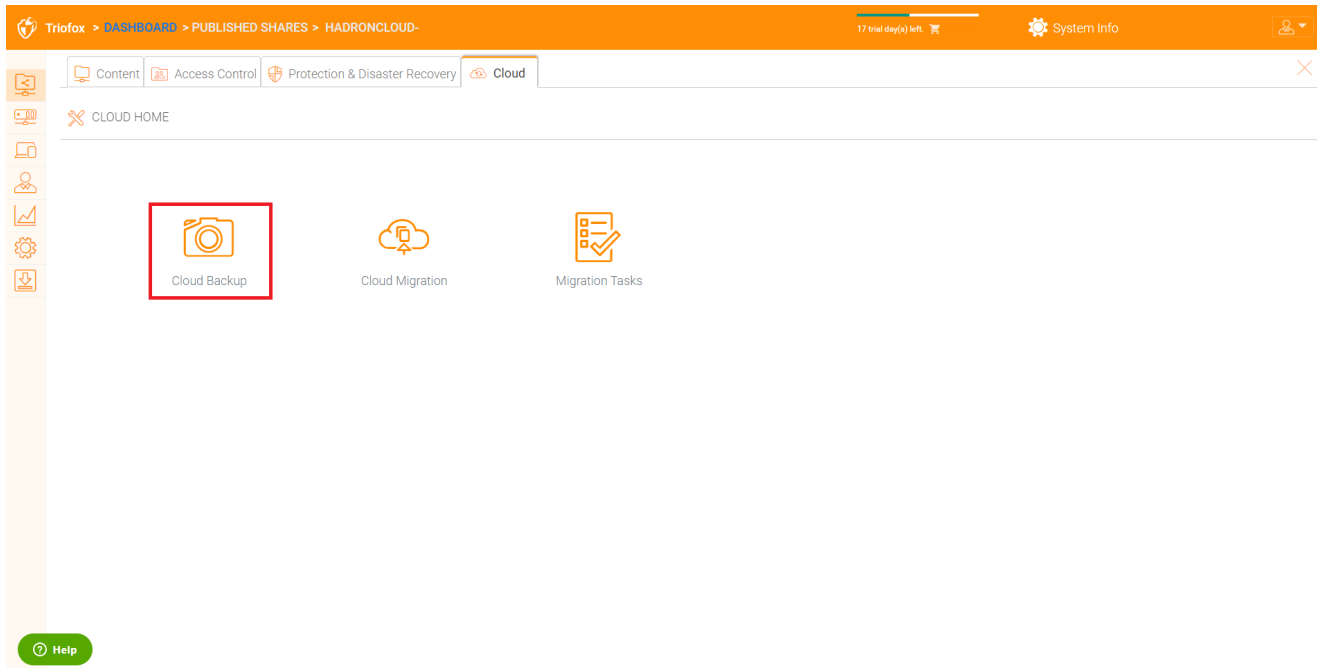 Triofox > DASHBOARD > PUBLISHED SHARES > HADRONCLOUD-
17 trial day(s) left
System Info
Content Access Control Protection & Disaster Recovery Cloud
CLOUD HOME
Cloud Backup Cloud Migration Migration Tasks
Help